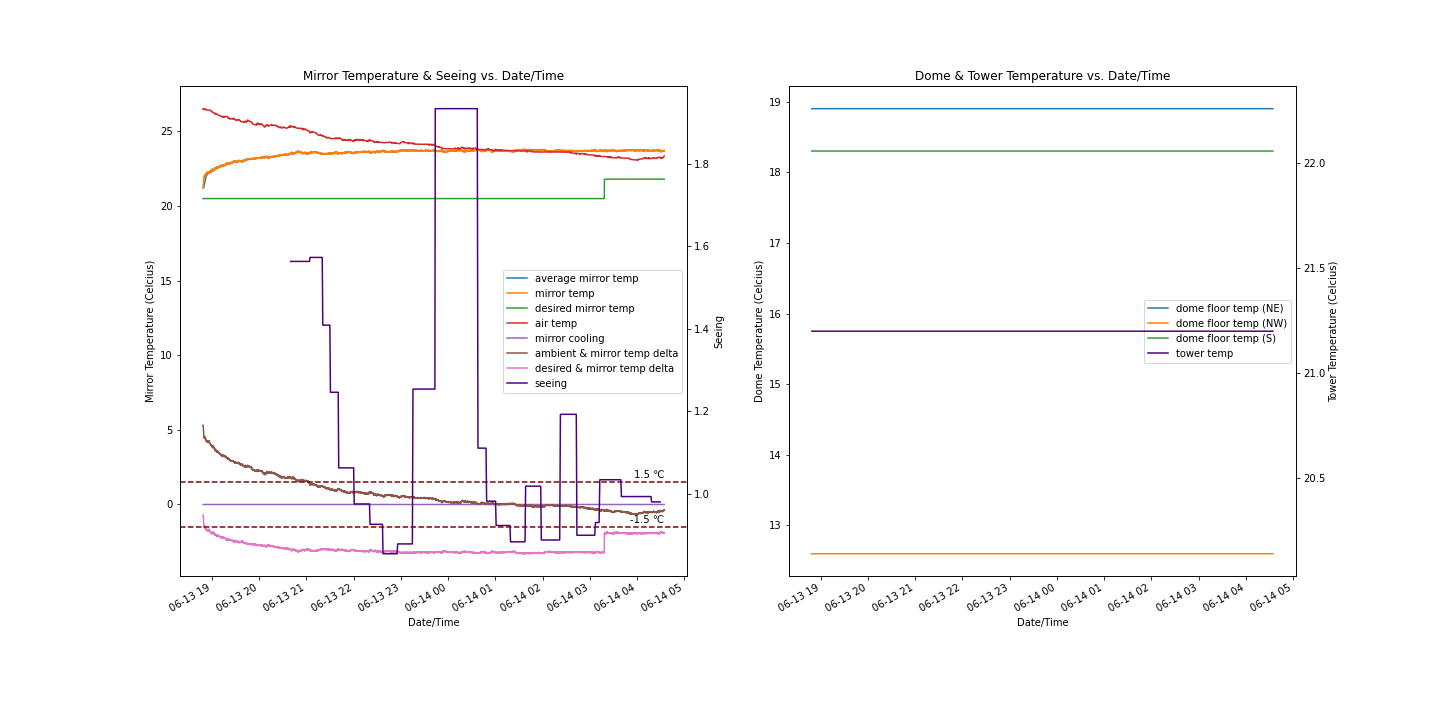 Mirror Temperature & Seeing vs. Date/Time
Mirror Temperature (Celcius)
25
20
15
10
5
0
1.8
1.6
1.4
1.2
1.0
Seeing
average mirror temp
mirror temp
desired mirror temp
air temp
mirror cooling
ambient & mirror temp delta
desired & mirror temp delta
seeing
1.5 °C
-1.5 °C
06-13 19
06-13 20
06-13 21
06-13 22
06-13 23
06-14 00
06-14 01
06-14 02
06-14 03
06-14 04
06-14 05
Date/Time
Dome & Tower Temperature vs. Date/Time
Dome Temperature (Celcius)
19
18
17
16
15
14
13
22.0
21.5
21.0
20.5
Tower Temperature (Celcius)
dome floor temp (NE)
dome floor temp (NW)
dome floor temp (S)
tower temp
06-13 19
06-13 20
06-13 21
06-13 22
06-13 23
06-14 00
06-14 01
06-14 02
06-14 03
06-14 04
06-14 05
Date/Time